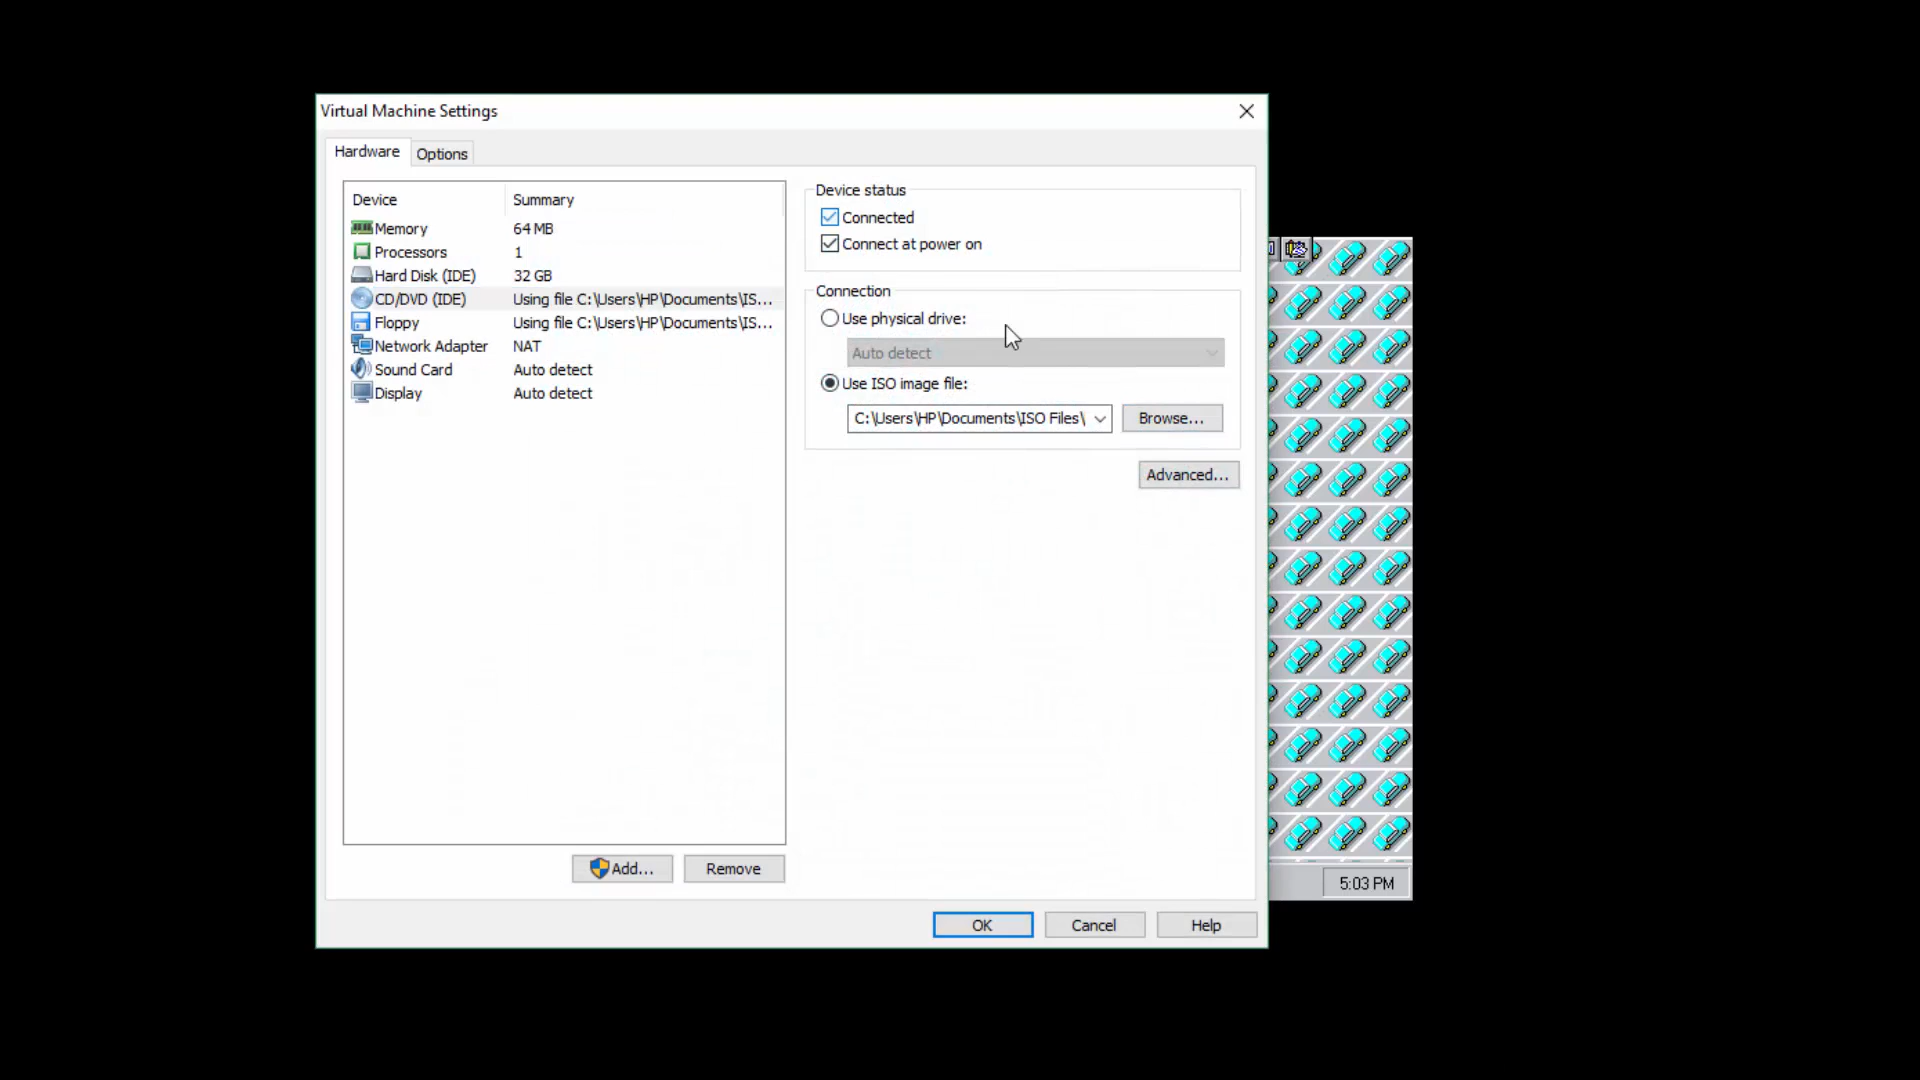 Virtual Machine Settings
Hardware
Options
Device Summary
Memory 64 MB
Processors 1
Hard Disk (IDE) 32 GB
CD/DVD (IDE) Using file C:\Users\HP\Documents\IS...
Floppy Using file C:\Users\HP\Documents\IS...
Network Adapter NAT
Sound Card Auto detect
Display Auto detect
Add...
Remove
Device status
Connected
Connect at power on
Connection
Use physical drive:
Auto detect
Use ISO image file:
C:\Users\HP\Documents\ISO Files\
Browse...
Advanced...
OK
Cancel
Help
5:03 PM